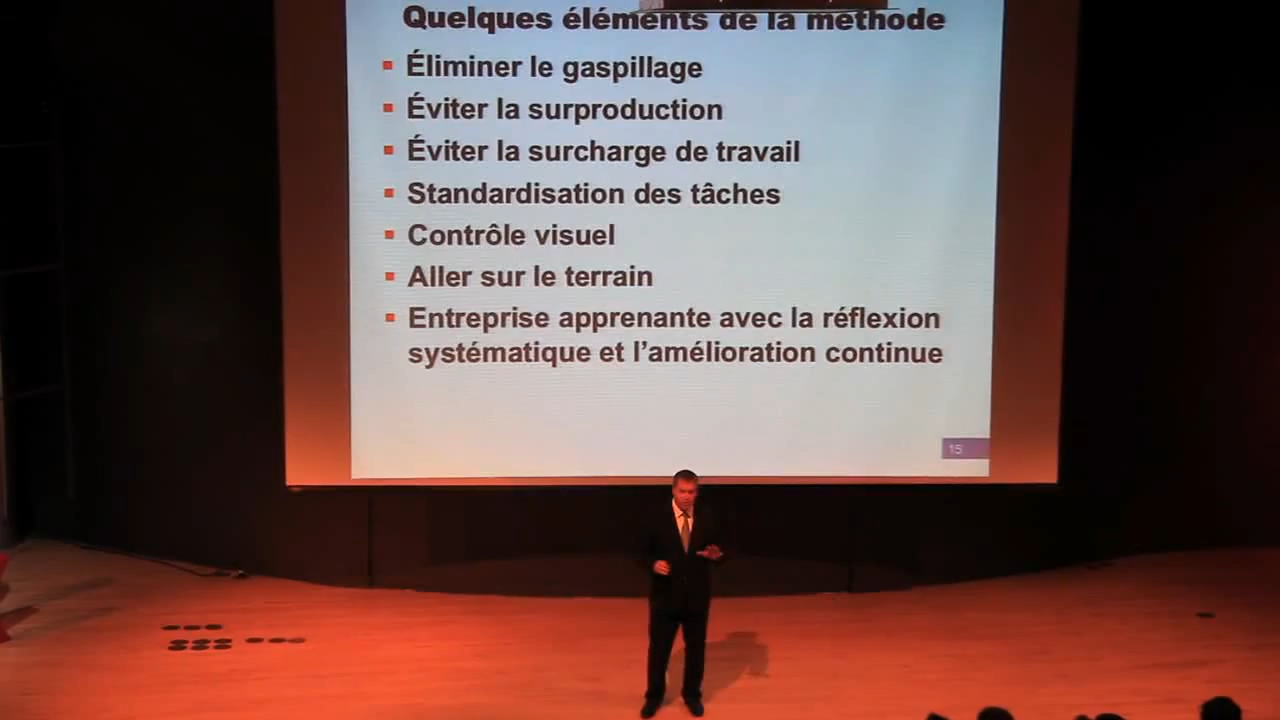 Quelques éléments de la méthode
▪ Éliminer le gaspillage
▪ Éviter la surproduction
▪ Éviter la surcharge de travail
▪ Standardisation des tâches
▪ Contrôle visuel
▪ Aller sur le terrain
▪ Entreprise apprenante avec la réflexion
systématique et l’amélioration continue
15